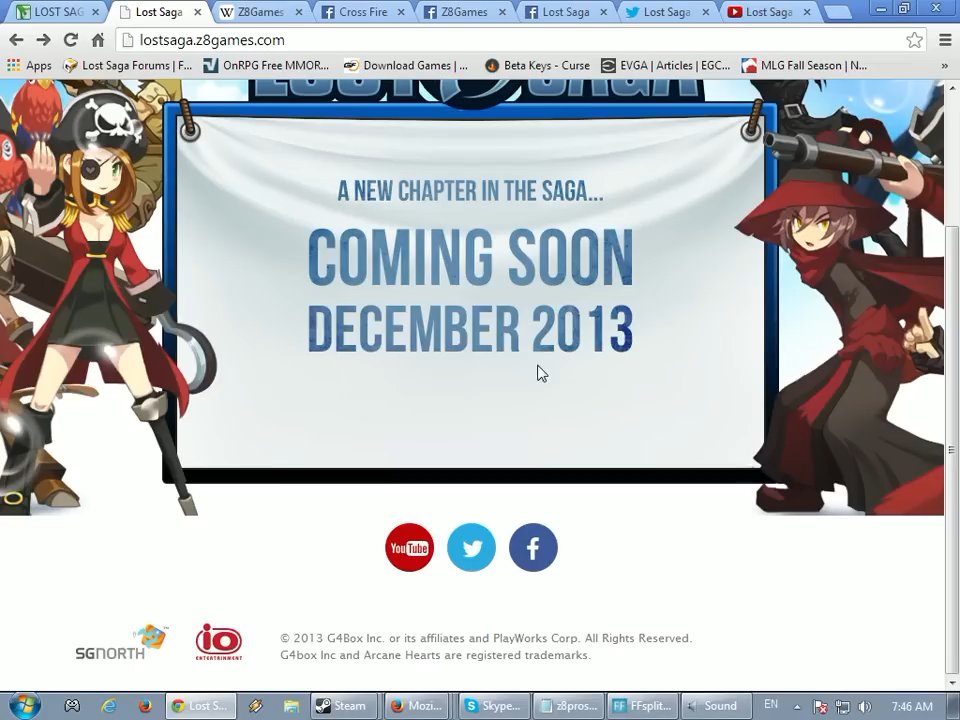 LOST SAG
Lost Saga
Z8Games
Cross Fire
Z8Games
Lost Saga
Lost Saga
Lost Saga
lostsaga.z8games.com
Apps
Lost Saga Forums | F...
OnRPG Free MMOR...
Download Games | ...
Beta Keys - Curse
EVGA | Articles | EGC...
MLG Fall Season | N...
»
LOST SAGA
A NEW CHAPTER IN THE SAGA...
COMING SOON
DECEMBER 2013
YouTube
SGNORTH
io
ENTERTAINMENT
© 2013 G4Box Inc. or its affiliates and PlayWorks Corp. All Rights Reserved.
G4box Inc and Arcane Hearts are registered trademarks.
Lost S...
Steam
Mozi...
Skype...
z8pros...
FFsplit...
Sound
EN
7:46 AM